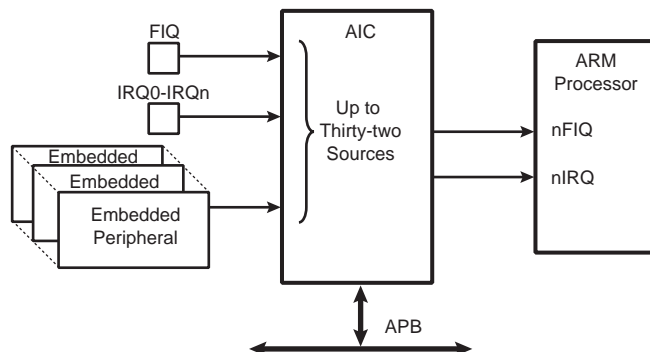 FIQ
IRQ0-IRQn
Embedded
Embedded
Embedded
Peripheral
AIC
Up to
Thirty-two
Sources
ARM
Processor
nFIQ
nIRQ
APB